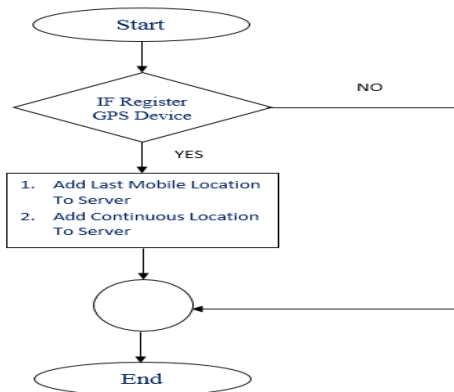 Start
IF Register
GPS Device
NO
YES
1. Add Last Mobile Location
To Server
2. Add Continuous Location
To Server
End